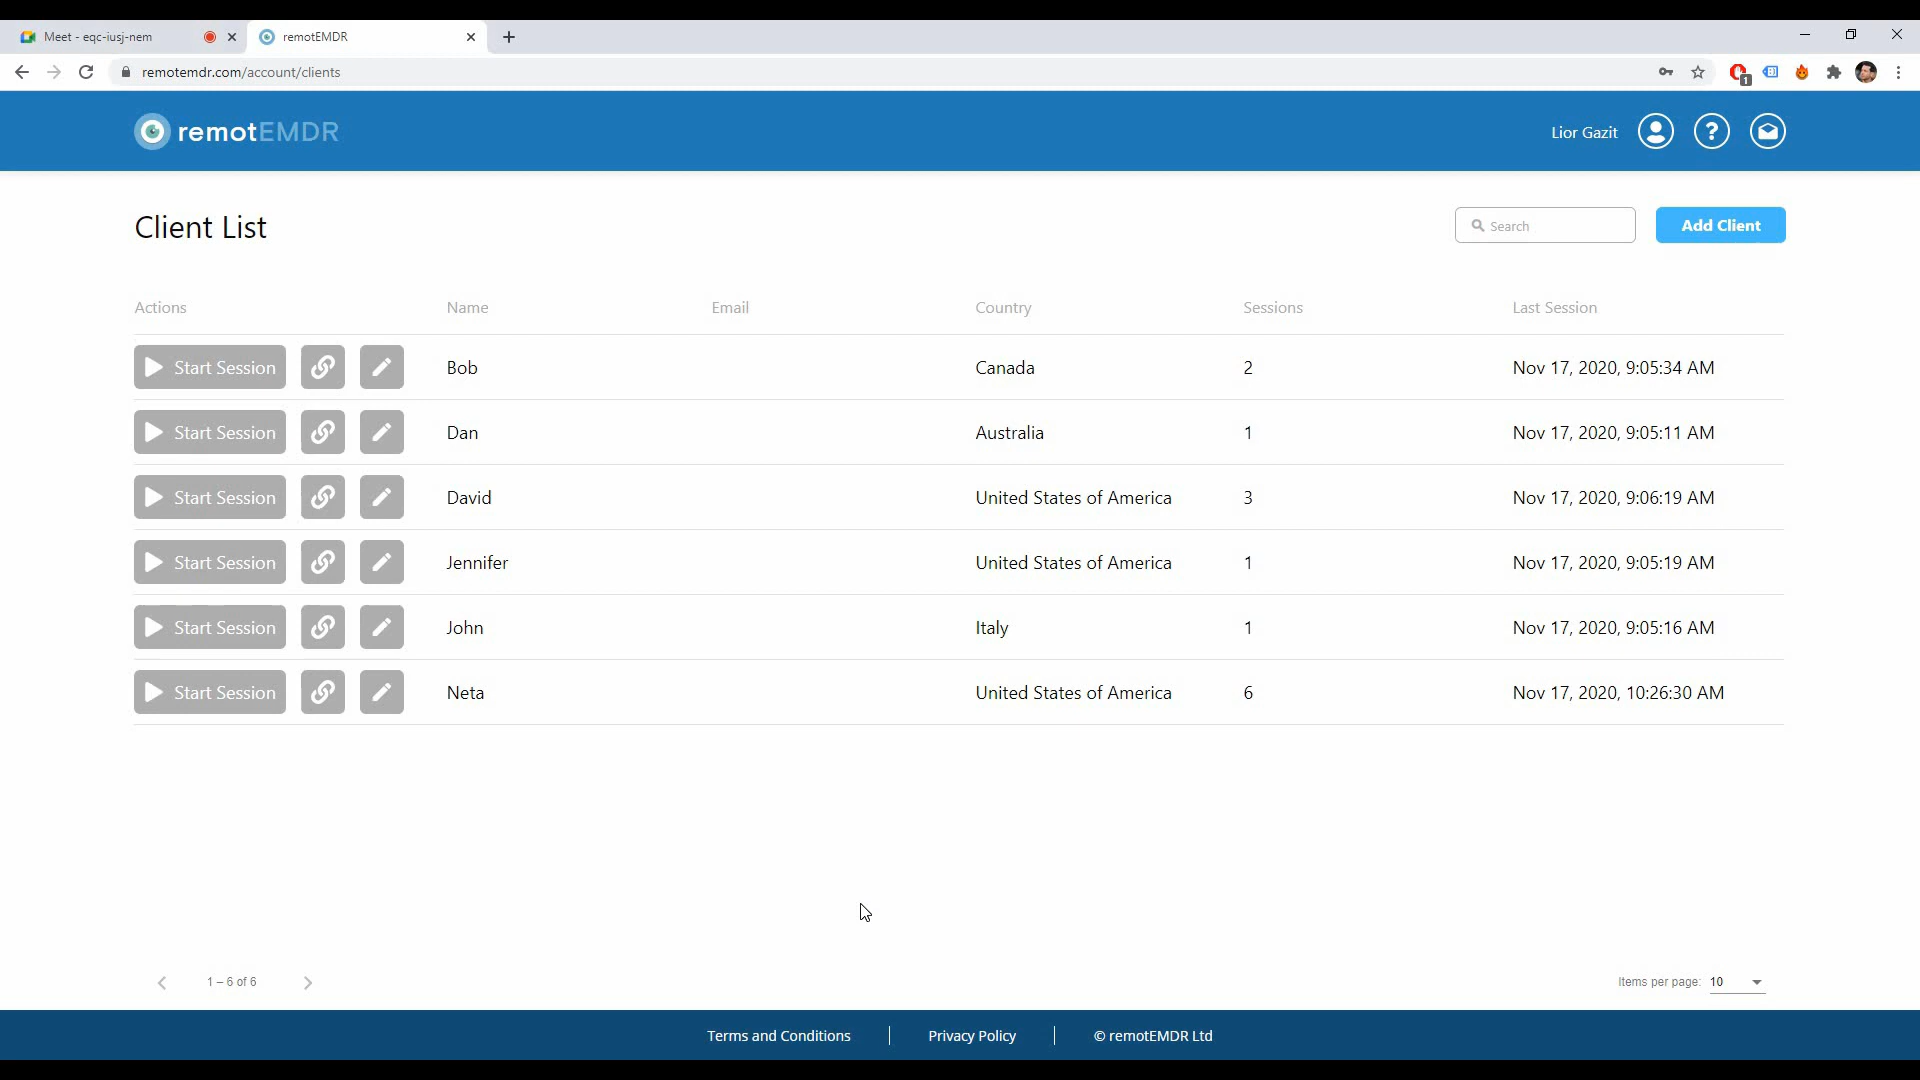 Meet - eqc-iusj-nem
remotEMDR
remotemdr.com/account/clients
1
remotEMDR
Lior Gazit
?
Client List
Search
Add Client
Actions Name Email Country Sessions Last Session
Start Session Bob Canada 2 Nov 17, 2020, 9:05:34 AM
Start Session Dan Australia 1 Nov 17, 2020, 9:05:11 AM
Start Session David United States of America 3 Nov 17, 2020, 9:06:19 AM
Start Session Jennifer United States of America 1 Nov 17, 2020, 9:05:19 AM
Start Session John Italy 1 Nov 17, 2020, 9:05:16 AM
Start Session Neta United States of America 6 Nov 17, 2020, 10:26:30 AM
1 – 6 of 6
Items per page: 10
Terms and Conditions | Privacy Policy | © remotEMDR Ltd